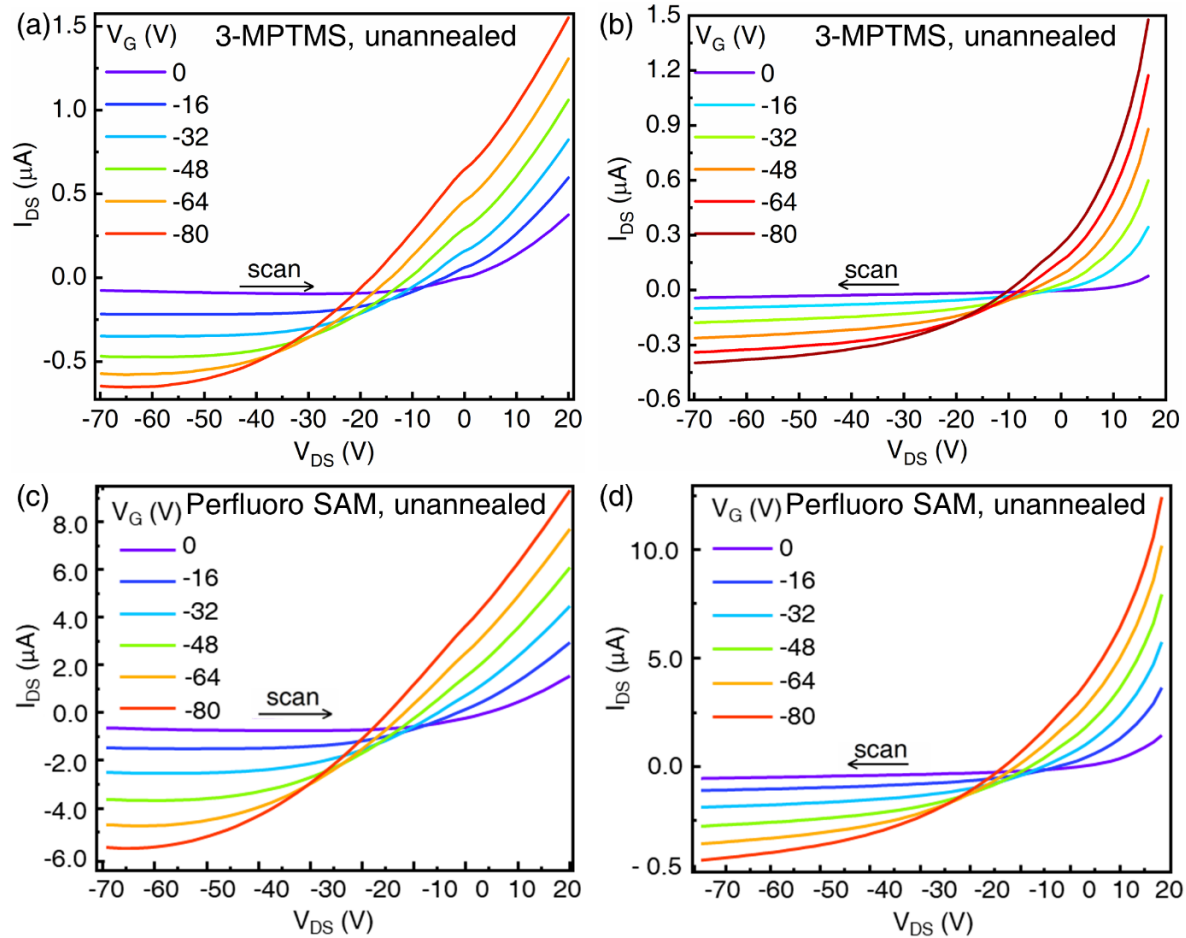 (a)
V_G (V) 3-MPTMS, unannealed
0
-16
-32
-48
-64
-80
scan
1.5
1.0
0.5
0.0
-0.5
I_DS (μA)
-70 -60 -50 -40 -30 -20 -10 0 10 20
V_DS (V)
(b)
V_G (V) 3-MPTMS, unannealed
0
-16
-32
-48
-64
-80
scan
1.5
1.2
0.9
0.6
0.3
0.0
-0.3
-0.6
I_DS (μA)
-70 -60 -50 -40 -30 -20 -10 0 10 20
V_DS (V)
(c)
V_G (V) Perfluoro SAM, unannealed
0
-16
-32
-48
-64
-80
scan
8.0
6.0
4.0
2.0
0.0
-2.0
-4.0
-6.0
I_DS (μA)
-70 -60 -50 -40 -30 -20 -10 0 10 20
V_DS (V)
(d)
V_G (V) Perfluoro SAM, unannealed
0
-16
-32
-48
-64
-80
scan
10.0
5.0
0.0
-0.5
I_DS (μA)
-70 -60 -50 -40 -30 -20 -10 0 10 20
V_DS (V)